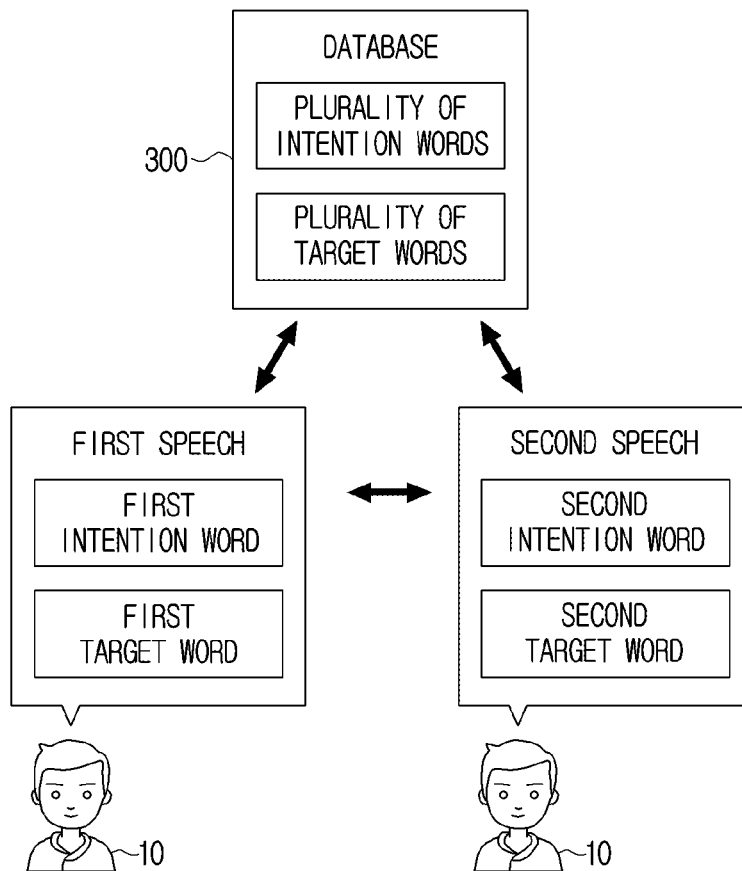 DATABASE
PLURALITY OF
INTENTION WORDS
300
PLURALITY OF
TARGET WORDS
FIRST SPEECH
FIRST
INTENTION WORD
FIRST
TARGET WORD
10
SECOND SPEECH
SECOND
INTENTION WORD
SECOND
TARGET WORD
10